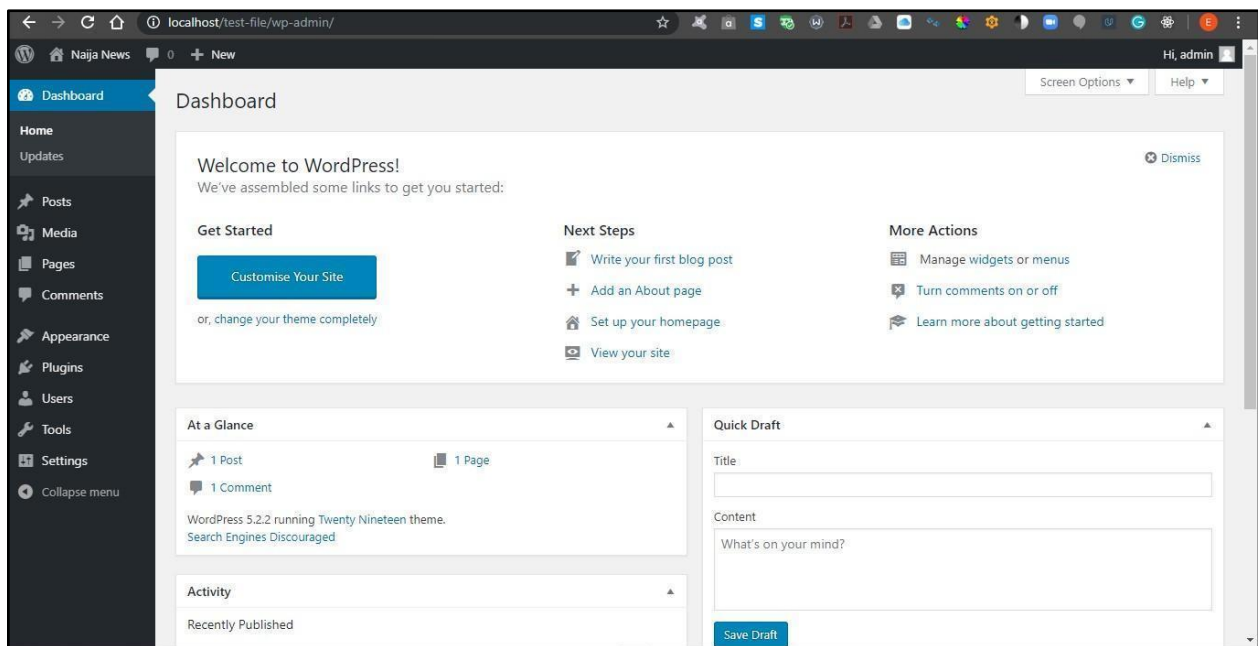 localhost/test-file/wp-admin/
Naija News 0 + New Hi, admin
Screen Options Help
Dashboard
Home
Updates
Posts
Media
Pages
Comments
Appearance
Plugins
Users
Tools
Settings
Collapse menu
Dashboard
Welcome to WordPress!
We've assembled some links to get you started:
Dismiss
Get Started
Customise Your Site
or, change your theme completely
Next Steps
Write your first blog post
Add an About page
Set up your homepage
View your site
More Actions
Manage widgets or menus
Turn comments on or off
Learn more about getting started
At a Glance
1 Post 1 Page
1 Comment
WordPress 5.2.2 running Twenty Nineteen theme.
Search Engines Discouraged
Activity
Recently Published
Quick Draft
Title
Content
What's on your mind?
Save Draft